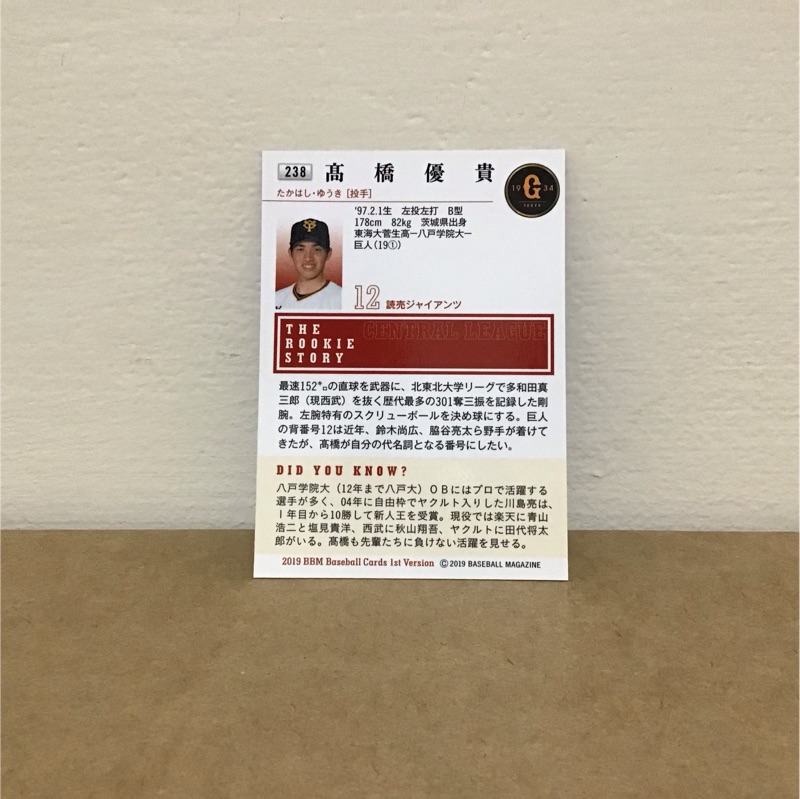 238 髙橋優貴
たかはし・ゆうき [投手]
1934
G
'97.2.1生 左投左打 B型
178cm 82kg 茨城県出身
東海大菅生高ー八戸学院大ー
巨人(19①)
12 読売ジャイアンツ
CENTRAL LEAGUE
THE
ROOKIE
STORY
最速152㌔の直球を武器に、北東北大学リーグで多和田真
三郎（現西武）を抜く歴代最多の301奪三振を記録した剛
腕。左腕特有のスクリューボールを決め球にする。巨人
の背番号12は近年、鈴木尚広、脇谷亮太ら野手が着けて
きたが、髙橋が自分の代名詞となる番号にしたい。
DID YOU KNOW?
八戸学院大（12年まで八戸大）ＯＢにはプロで活躍する
選手が多く、04年に自由枠でヤクルト入りした川島亮は、
1年目から10勝して新人王を受賞。現役では楽天に青山
浩二と塩見貴洋、西武に秋山翔吾、ヤクルトに田代将太
郎がいる。髙橋も先輩たちに負けない活躍を見せる。
2019 BBM Baseball Cards 1st Version ©2019 BASEBALL MAGAZINE